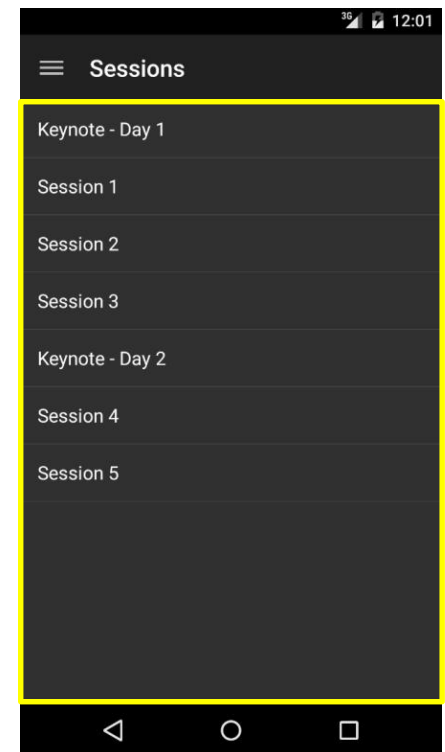 3G 12:01
Sessions
Keynote - Day 1
Session 1
Session 2
Session 3
Keynote - Day 2
Session 4
Session 5